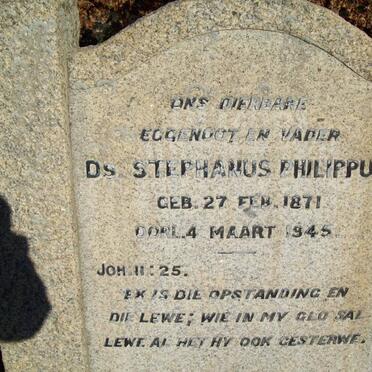 ONS DIERBARE
EGGENOOT EN VADER
DS. STEPHANUS PHILIPPU
GEB. 27 FEB. 1871
OORL. 4 MAART 1945.
JOH. 11: 25.
"EK IS DIE OPSTANDING EN
DIE LEWE; WIE IN MY GLO SAL
LEWE AL HET HY OOK GESTERWE."